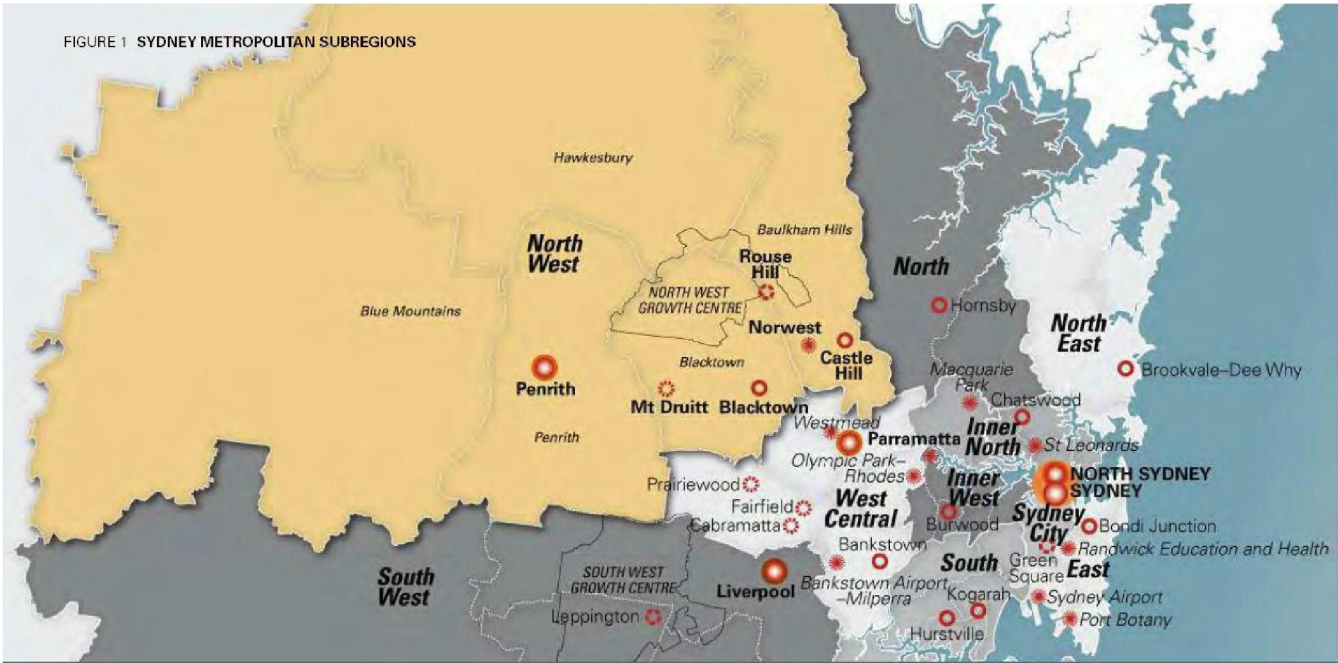 FIGURE 1 SYDNEY METROPOLITAN SUBREGIONS
Hawkesbury
Baulkham Hills
North
West
Rouse
Hill
North
NORTH WEST
GROWTH CENTRE
Hornsby
Blue Mountains
Norwest
North
East
Blacktown
Castle
Hill
Macquarie
Park
Brookvale–Dee Why
Penrith
Mt Druitt
Blacktown
Chatswood
Westmead
Inner
North
Penrith
Parramatta
St Leonards
Olympic Park–
Rhodes
NORTH SYDNEY
SYDNEY
Prairiewood
Inner
West
Fairfield
West
Central
Cabramatta
Burwood
Sydney
City
Bondi Junction
Bankstown
Randwick Education and Health
South
West
SOUTH WEST
GROWTH CENTRE
Liverpool
Bankstown Airport
–Milperra
South
Green
Square
East
Kogarah
Sydney Airport
Leppington
Hurstville
Port Botany